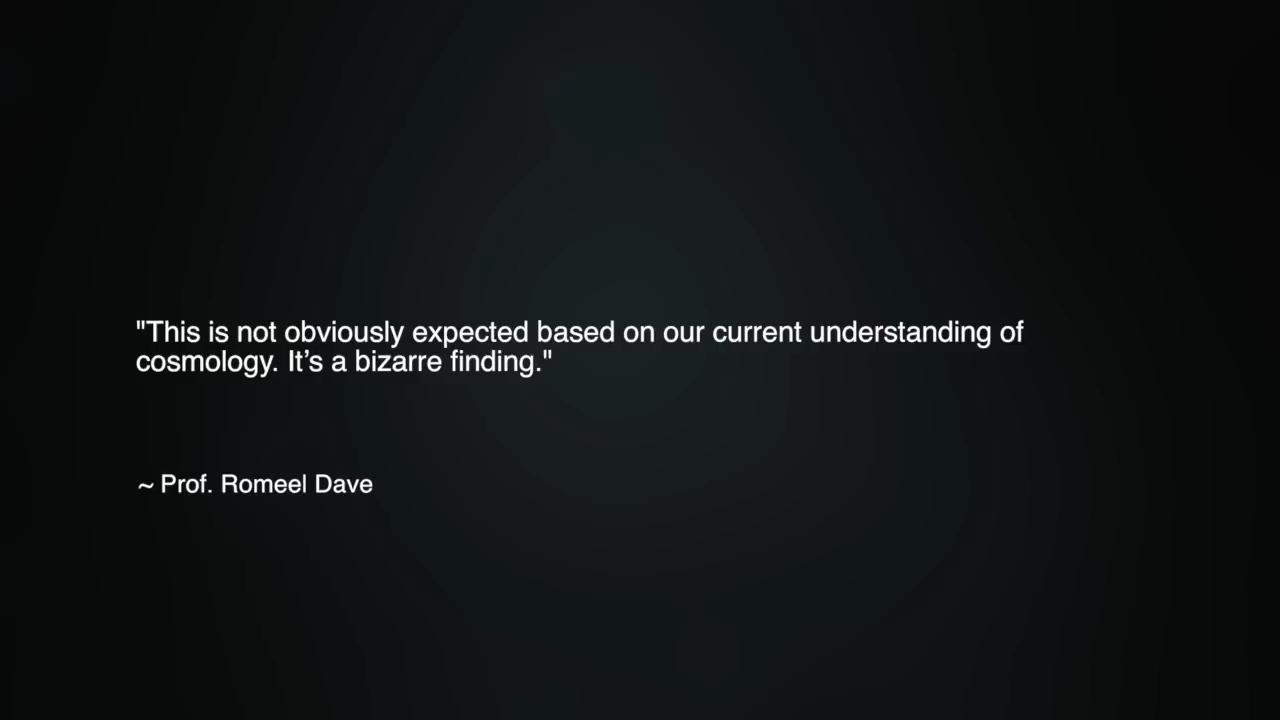 "This is not obviously expected based on our current understanding of
cosmology. It’s a bizarre finding."
~ Prof. Romeel Dave